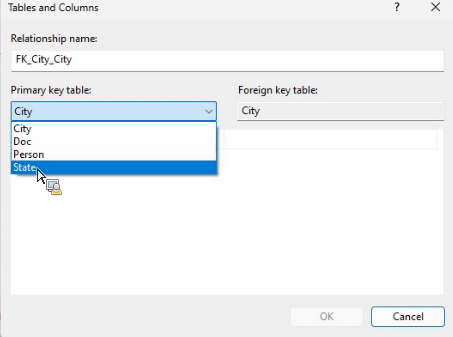 Tables and Columns
?
Relationship name:
FK_City_City
Primary key table:
Foreign key table:
City
City
City
Doc
Person
State
OK
Cancel